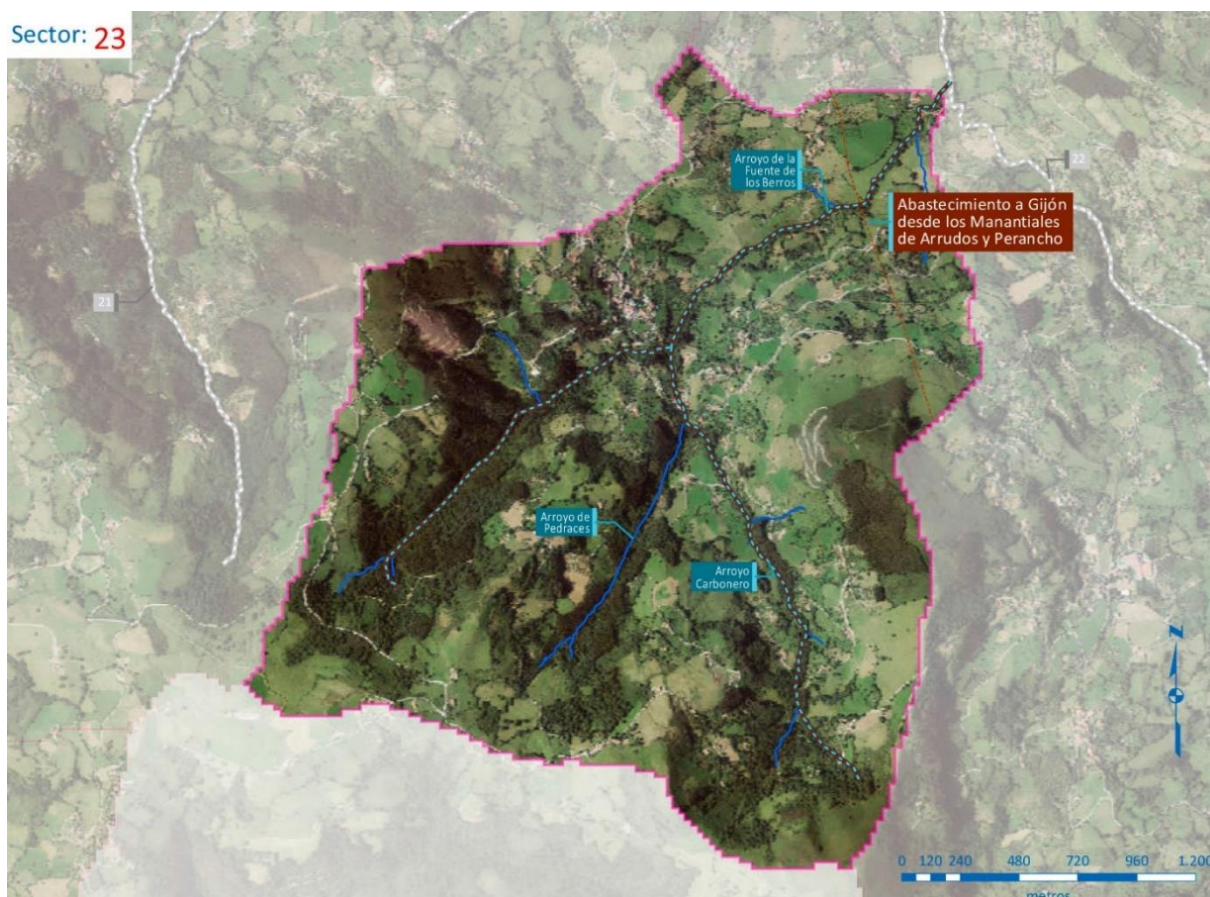 Sector: 23
22
Arroyo de la
Fuente de
los Berros
Abastecimiento a Gijón
desde los Manantiales
de Arrudos y Perancho
21
Arroyo de
Pedraces
Arroyo
Carbonero
N
0 120 240 480 720 960 1.200
metros